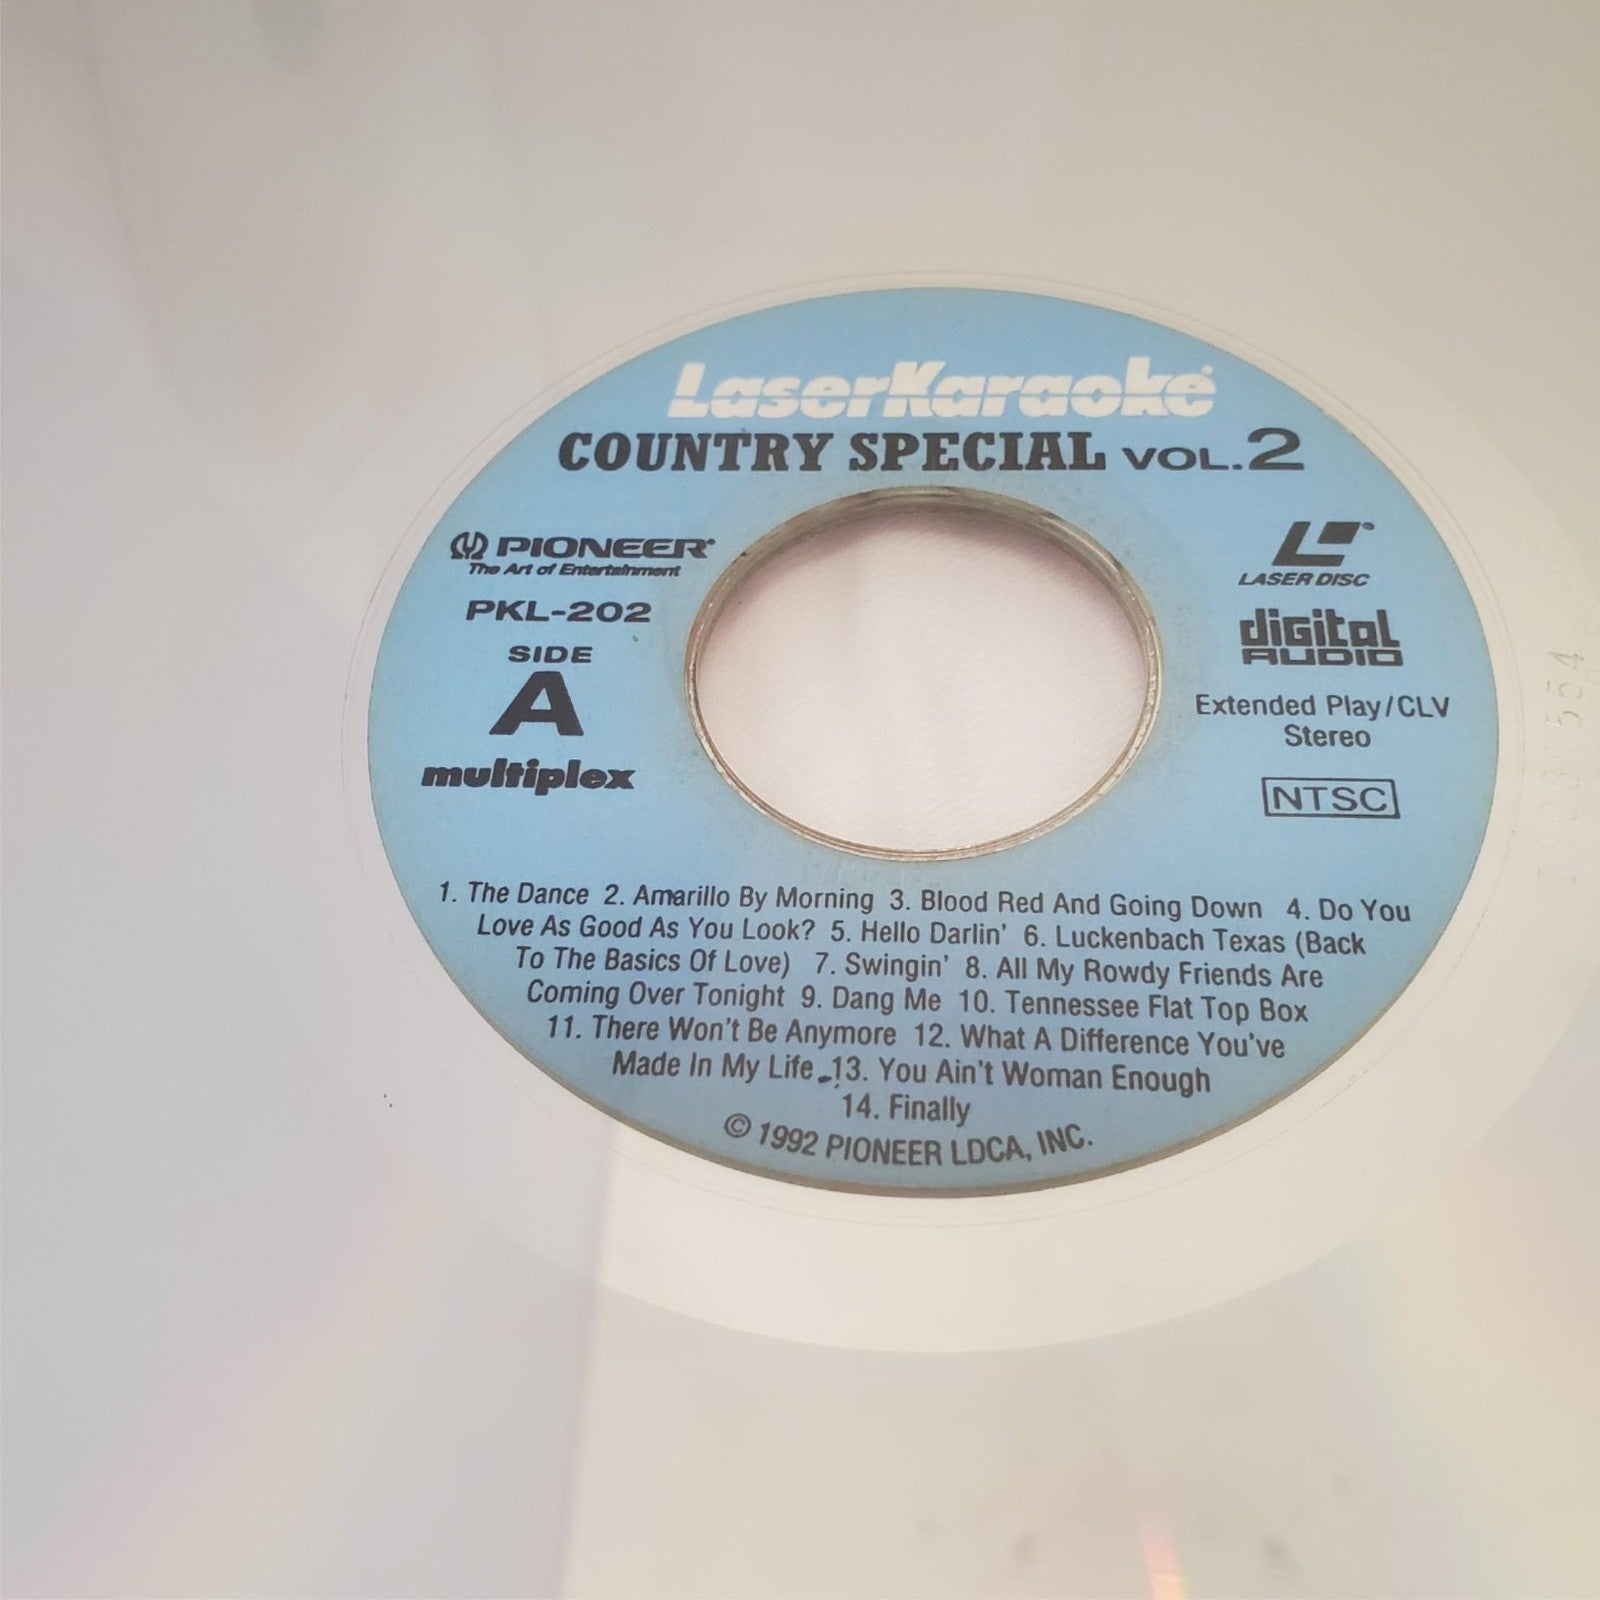 LaserKaraoke®
COUNTRY SPECIAL VOL.2
PIONEER®
The Art of Entertainment
PKL-202
SIDE
A
multiplex
LASER DISC
digital
AUDIO
Extended Play/CLV
Stereo
NTSC
1. The Dance 2. Amarillo By Morning 3. Blood Red And Going Down 4. Do You
Love As Good As You Look? 5. Hello Darlin' 6. Luckenbach Texas (Back
To The Basics Of Love) 7. Swingin' 8. All My Rowdy Friends Are
Coming Over Tonight 9. Dang Me 10. Tennessee Flat Top Box
11. There Won't Be Anymore 12. What A Difference You've
Made In My Life 13. You Ain't Woman Enough
14. Finally
© 1992 PIONEER LDCA, INC.